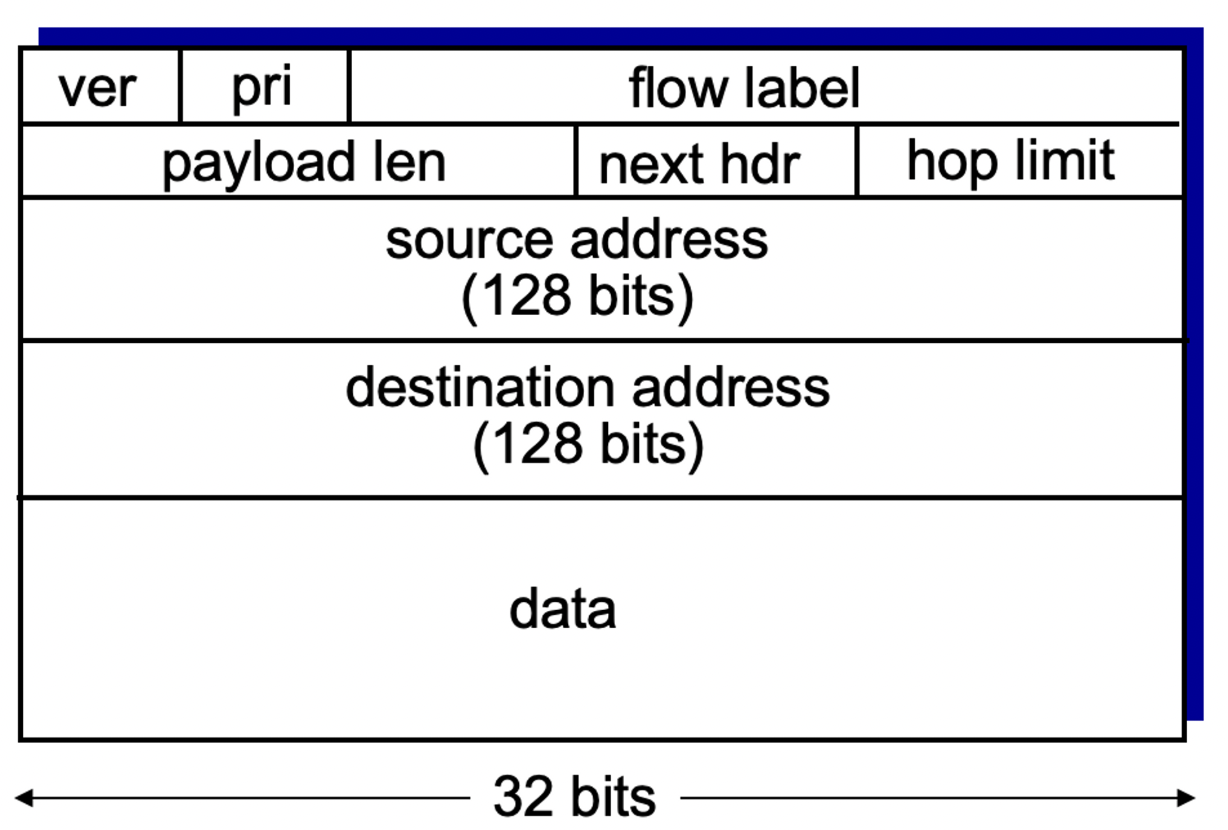 ver pri flow label
payload len next hdr hop limit
source address
(128 bits)
destination address
(128 bits)
data
32 bits